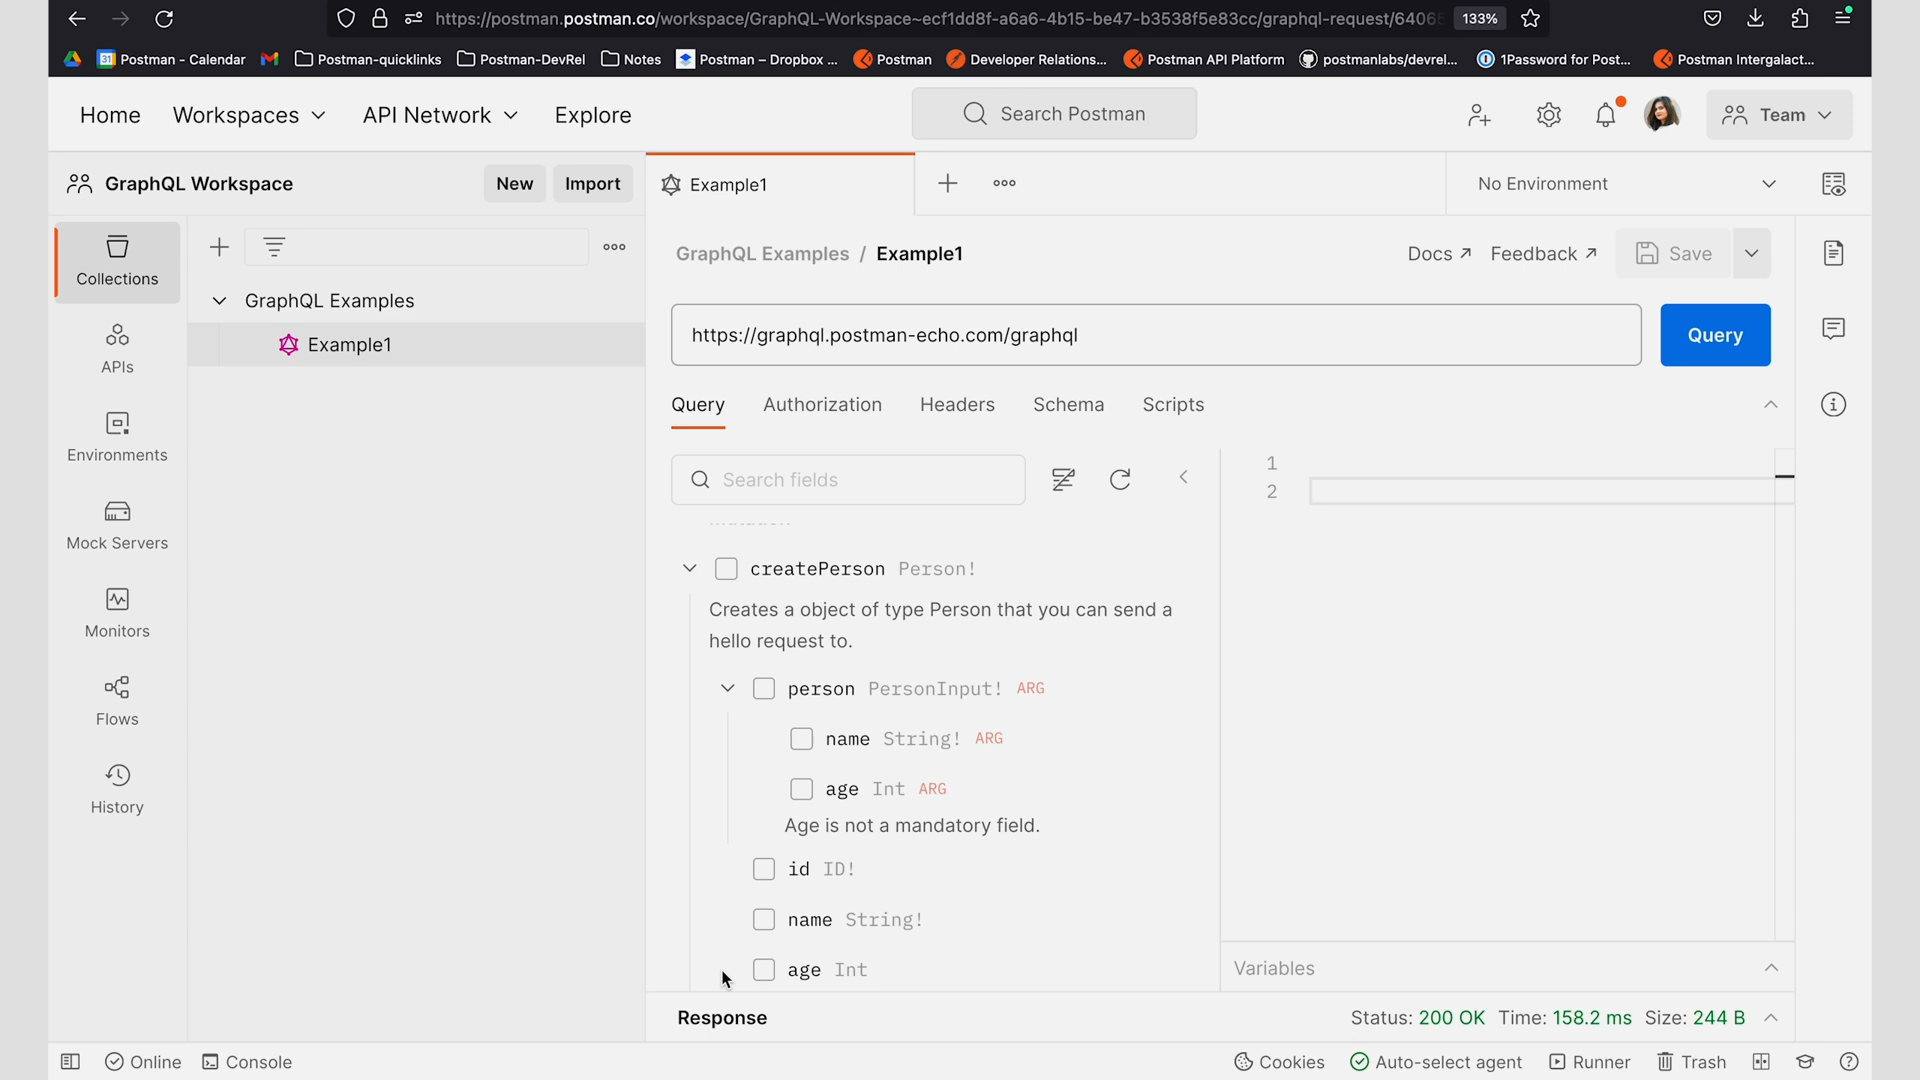 https://postman.postman.co/workspace/GraphQL-Workspace~ecf1dd8f-a6a6-4b15-be47-b3538f5e83cc/graphql-request/6406 133%
31 Postman - Calendar Postman-quicklinks Postman-DevRel Notes Postman – Dropbox ... Postman Developer Relations... Postman API Platform postmanlabs/devrel... 1Password for Post... Postman Intergalact...
Home Workspaces API Network Explore Search Postman Team
GraphQL Workspace New Import Example1 No Environment
Collections
GraphQL Examples / Example1 Docs ↗ Feedback ↗ Save
GraphQL Examples
Example1
https://graphql.postman-echo.com/graphql Query
APIs
Query Authorization Headers Schema Scripts
Environments
Search fields
1
2
Mock Servers
mutation
createPerson Person!
Creates a object of type Person that you can send a
hello request to.
Monitors
person PersonInput! ARG
Flows
name String! ARG
age Int ARG
History
Age is not a mandatory field.
id ID!
name String!
age Int
Variables
Response Status: 200 OK Time: 158.2 ms Size: 244 B
Online Console Cookies Auto-select agent Runner Trash